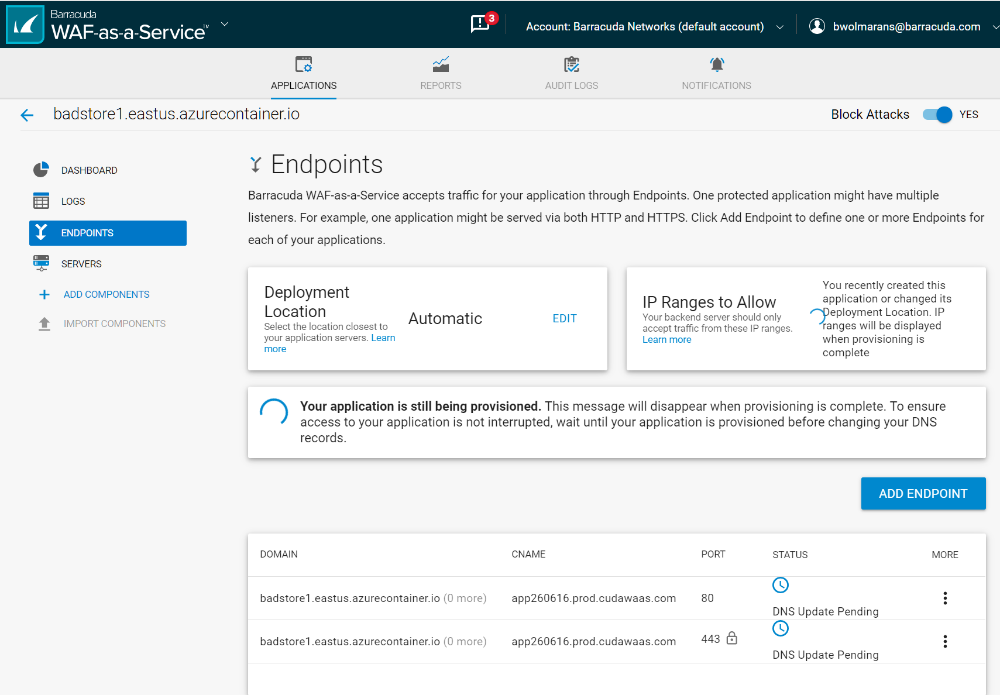 Barracuda
WAF-as-a-Service™
3
Account: Barracuda Networks (default account)
bwolmarans@barracuda.com
APPLICATIONS
REPORTS
AUDIT LOGS
NOTIFICATIONS
badstore1.eastus.azurecontainer.io
Block Attacks
YES
DASHBOARD
LOGS
ENDPOINTS
SERVERS
ADD COMPONENTS
IMPORT COMPONENTS
Endpoints
Barracuda WAF-as-a-Service accepts traffic for your application through Endpoints. One protected application might have multiple
listeners. For example, one application might be served via both HTTP and HTTPS. Click Add Endpoint to define one or more Endpoints for
each of your applications.
Deployment
Location
Select the location closest to
your application servers. Learn
more
Automatic
EDIT
IP Ranges to Allow
Your backend server should only
accept traffic from these IP ranges.
Learn more
You recently created this
application or changed its
Deployment Location. IP
ranges will be displayed
when provisioning is
complete
Your application is still being provisioned. This message will disappear when provisioning is complete. To ensure
access to your application is not interrupted, wait until your application is provisioned before changing your DNS
records.
ADD ENDPOINT
DOMAIN CNAME PORT STATUS MORE
badstore1.eastus.azurecontainer.io (0 more) app260616.prod.cudawaas.com 80
DNS Update Pending
badstore1.eastus.azurecontainer.io (0 more) app260616.prod.cudawaas.com 443
DNS Update Pending